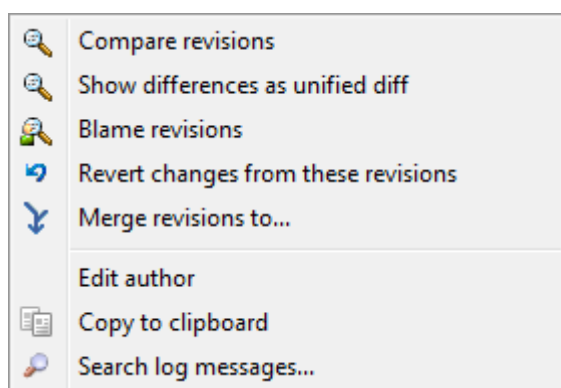 Compare revisions
Show differences as unified diff
Blame revisions
Revert changes from these revisions
Merge revisions to...
Edit author
Copy to clipboard
Search log messages...